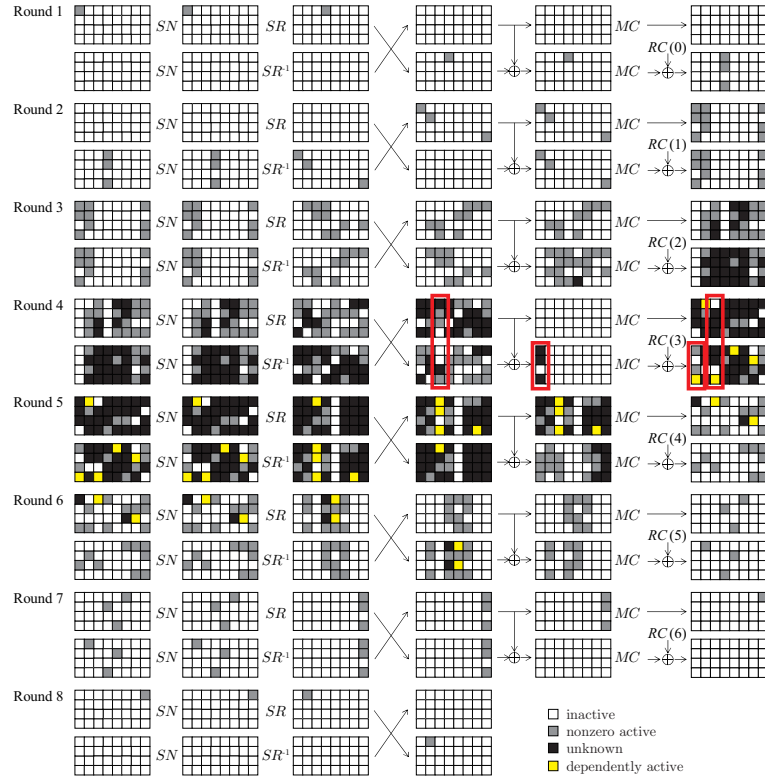 Round 1
SN SR MC
RC(0)
SN SR⁻¹ MC
Round 2
SN SR MC
RC(1)
SN SR⁻¹ MC
Round 3
SN SR MC
RC(2)
SN SR⁻¹ MC
Round 4
SN SR MC
RC(3)
SN SR⁻¹ MC
Round 5
SN SR MC
RC(4)
SN SR⁻¹ MC
Round 6
SN SR MC
RC(5)
SN SR⁻¹ MC
Round 7
SN SR MC
RC(6)
SN SR⁻¹ MC
Round 8
SN SR
SN SR⁻¹
inactive
nonzero active
unknown
dependently active